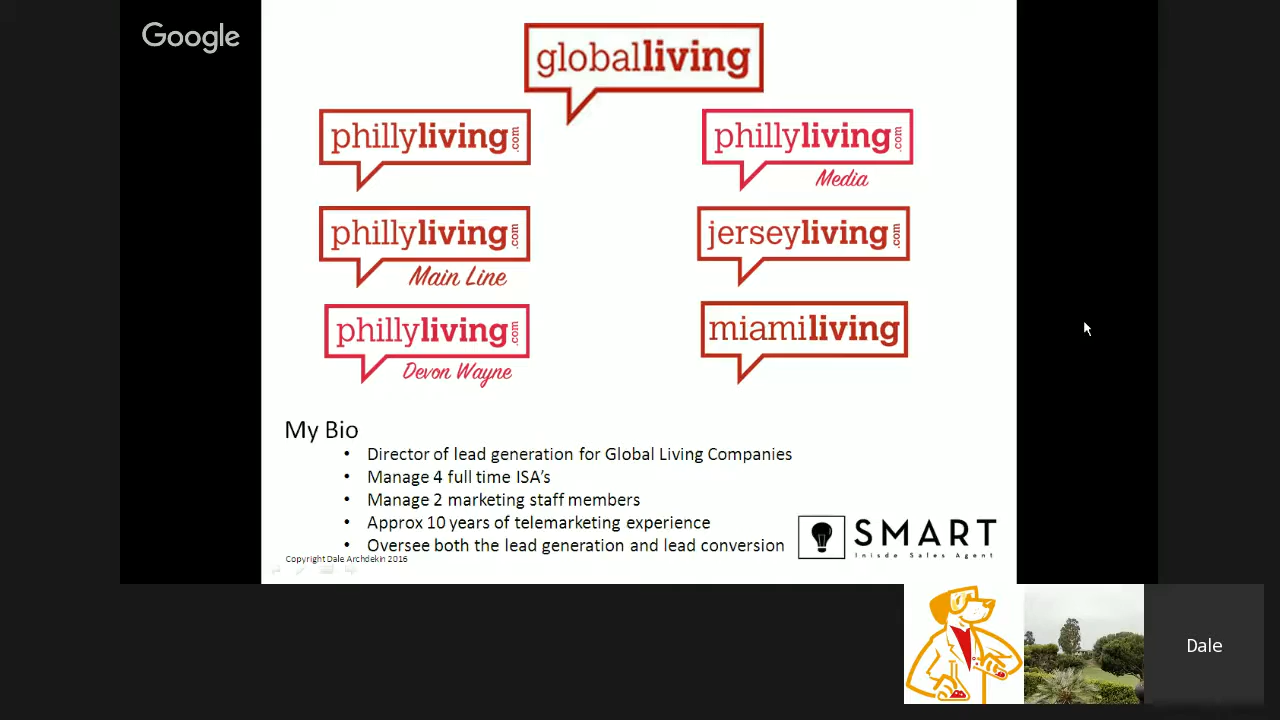 Google
globalliving
phillyliving.com
phillyliving.com
Media
phillyliving.com
Main Line
jerseyliving.com
phillyliving.com
Devon Wayne
miamiliving
My Bio
• Director of lead generation for Global Living Companies
• Manage 4 full time ISA's
• Manage 2 marketing staff members
• Approx 10 years of telemarketing experience
• Oversee both the lead generation and lead conversion
SMART
Inisde Sales Agent
Copyright Dale Archdekin 2016
Dale